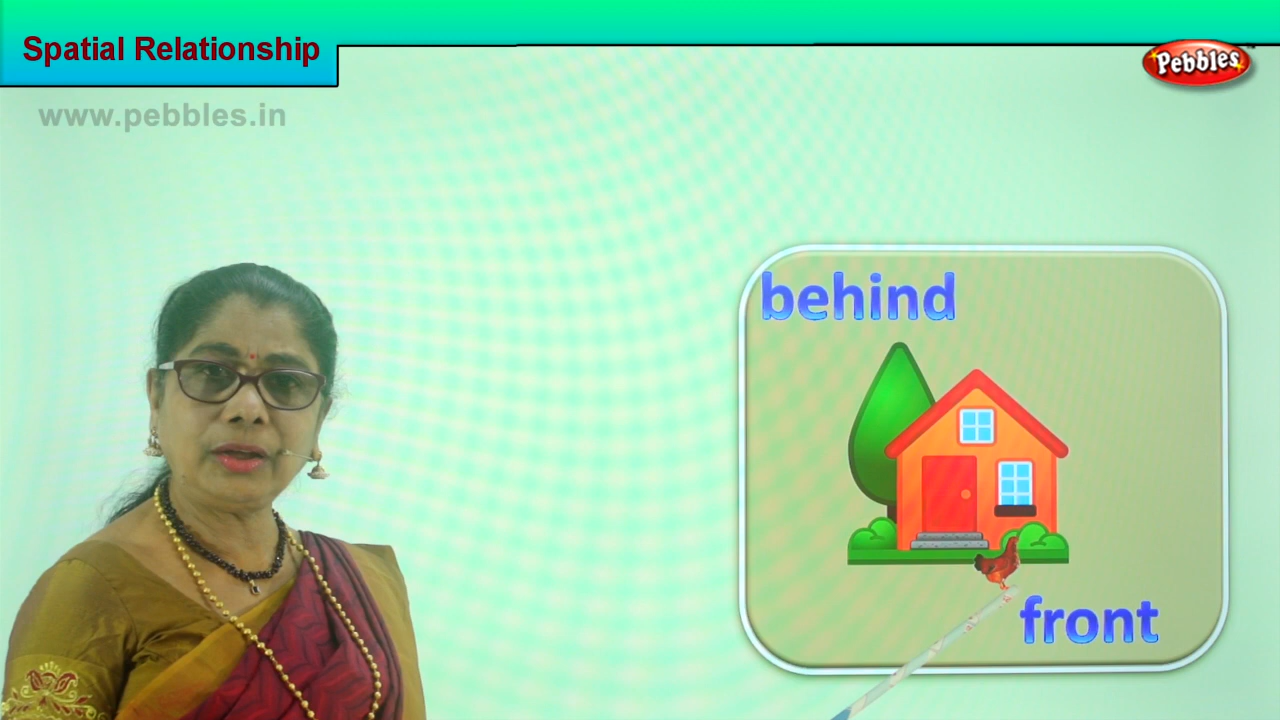 Spatial Relationship
Pebbles
www.pebbles.in
behind
front